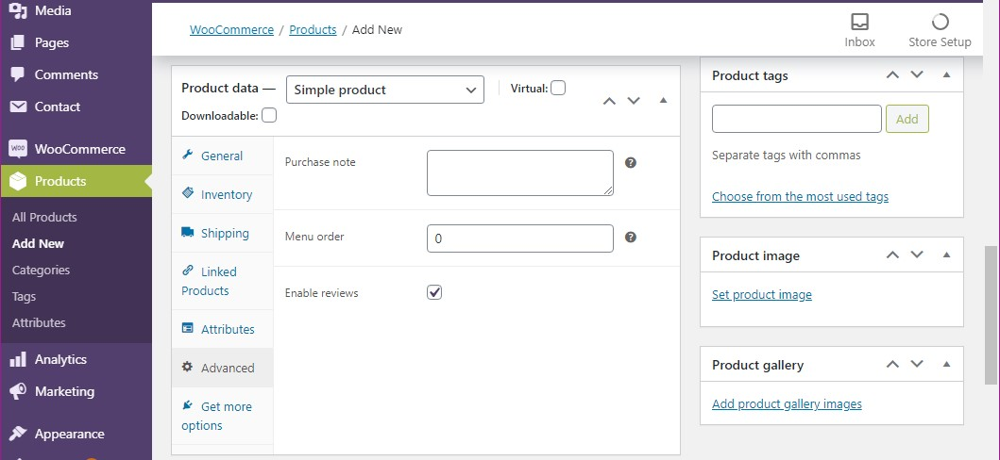 Media
Pages
Comments
Contact
WooCommerce
Products
All Products
Add New
Categories
Tags
Attributes
Analytics
Marketing
Appearance
WooCommerce / Products / Add New
Inbox
Store Setup
Product data — Simple product Virtual:
Downloadable:
General
Inventory
Shipping
Linked
Products
Attributes
Advanced
Get more
options
Purchase note
Menu order 0
Enable reviews
Product tags
Add
Separate tags with commas
Choose from the most used tags
Product image
Set product image
Product gallery
Add product gallery images